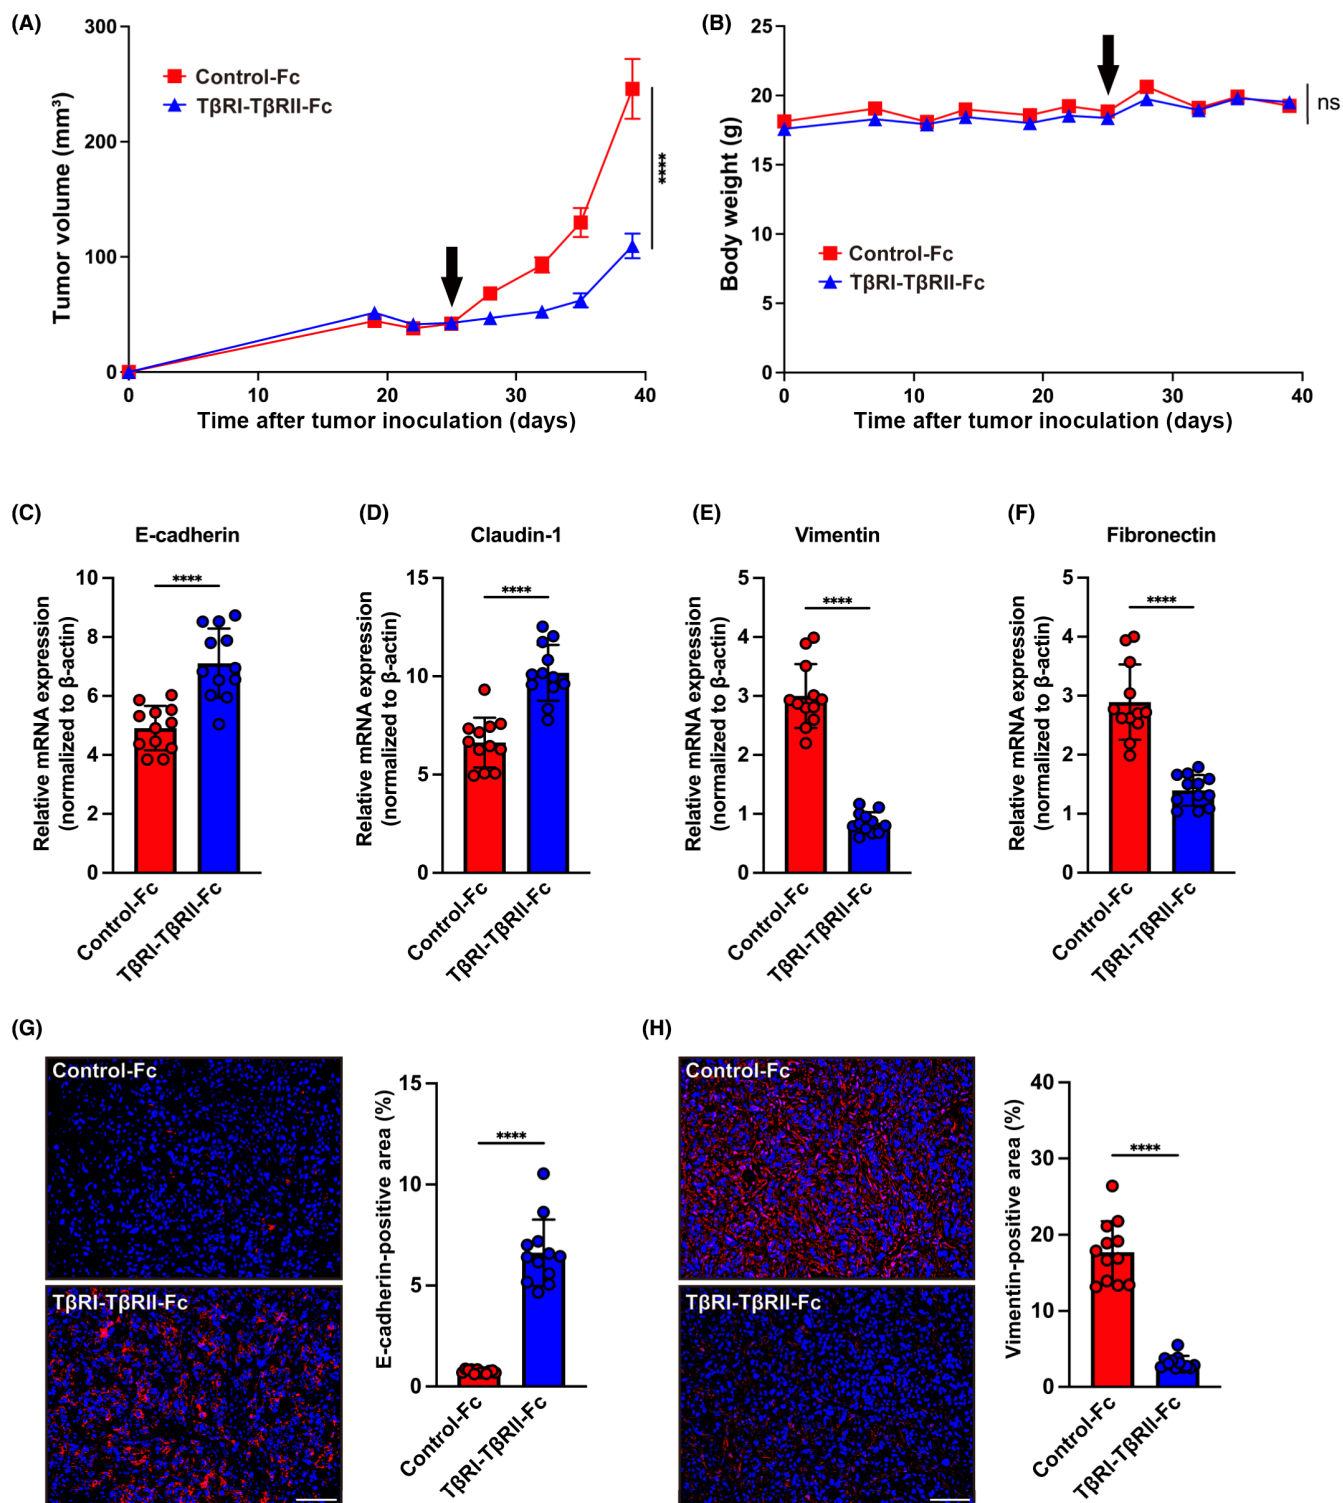 (A)
300
200
100
0
Tumor volume (mm³)
Control-Fc
TβRI-TβRII-Fc
****
0 10 20 30 40
Time after tumor inoculation (days)
(B)
25
20
15
10
5
0
Body weight (g)
ns
Control-Fc
TβRI-TβRII-Fc
0 10 20 30 40
Time after tumor inoculation (days)
(C)
E-cadherin
Relative mRNA expression
(normalized to β-actin)
10
8
6
4
2
0
****
Control-Fc
TβRI-TβRII-Fc
(D)
Claudin-1
Relative mRNA expression
(normalized to β-actin)
15
10
5
0
****
Control-Fc
TβRI-TβRII-Fc
(E)
Vimentin
Relative mRNA expression
(normalized to β-actin)
5
4
3
2
1
0
****
Control-Fc
TβRI-TβRII-Fc
(F)
Fibronectin
Relative mRNA expression
(normalized to β-actin)
5
4
3
2
1
0
****
Control-Fc
TβRI-TβRII-Fc
(G)
Control-Fc
TβRI-TβRII-Fc
E-cadherin-positive area (%)
15
10
5
0
****
Control-Fc
TβRI-TβRII-Fc
(H)
Control-Fc
TβRI-TβRII-Fc
Vimentin-positive area (%)
40
30
20
10
0
****
Control-Fc
TβRI-TβRII-Fc